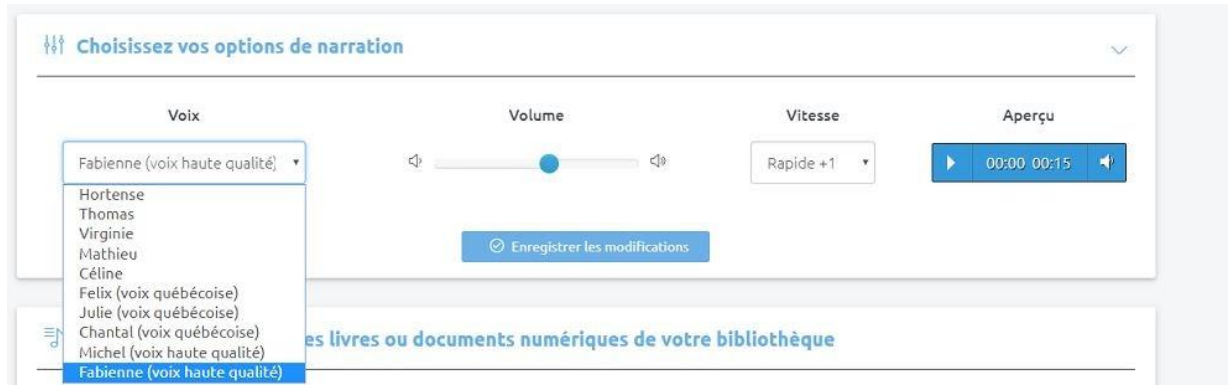 Choisissez vos options de narration
Voix
Volume
Vitesse
Aperçu
Fabienne (voix haute qualité)
Rapide +1
00:00 00:15
Hortense
Thomas
Virginie
Mathieu
Céline
Felix (voix québécoise)
Julie (voix québécoise)
Chantal (voix québécoise)
Michel (voix haute qualité)
Fabienne (voix haute qualité)
Enregistrer les modifications
livres ou documents numériques de votre bibliothèque